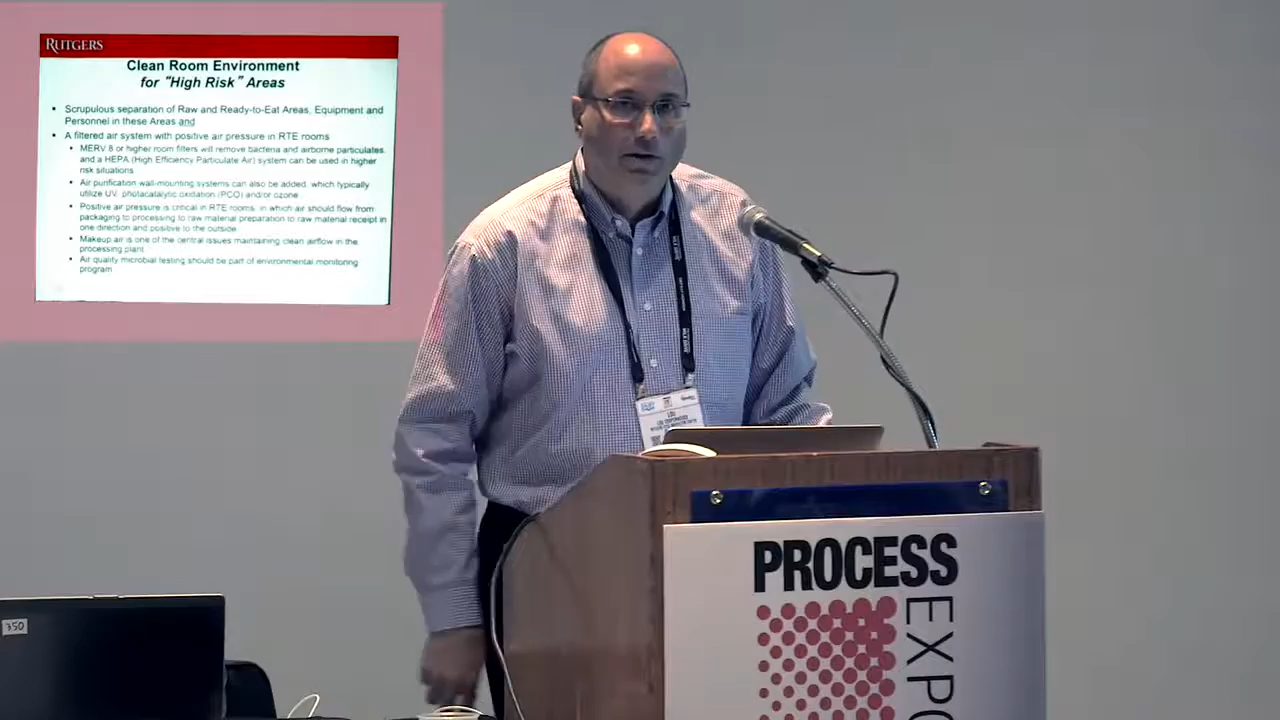 RUTGERS
Clean Room Environment
for "High Risk" Areas
• Scrupulous separation of Raw and Ready-to-Eat Areas, Equipment and
Personnel in these Areas and
• A filtered air system with positive air pressure in RTE rooms
• MERV 8 or higher room filters will remove bacteria and airborne particulates,
and a HEPA (High Efficiency Particulate Air) system can be used in higher
risk situations
• Air purification wall-mounting systems can also be added, which typically
utilize UV, photacatalytic oxidation (PCO) and/or ozone
• Positive air pressure is critical in RTE rooms, in which air should flow from
packaging to processing to raw material preparation to raw material receipt in
one direction and positive to the outside.
• Makeup air is one of the central issues maintaining clean airflow in the
processing plant
• Air quality microbial testing should be part of environmental monitoring
program
LOU
350
PROCESS
EXPO